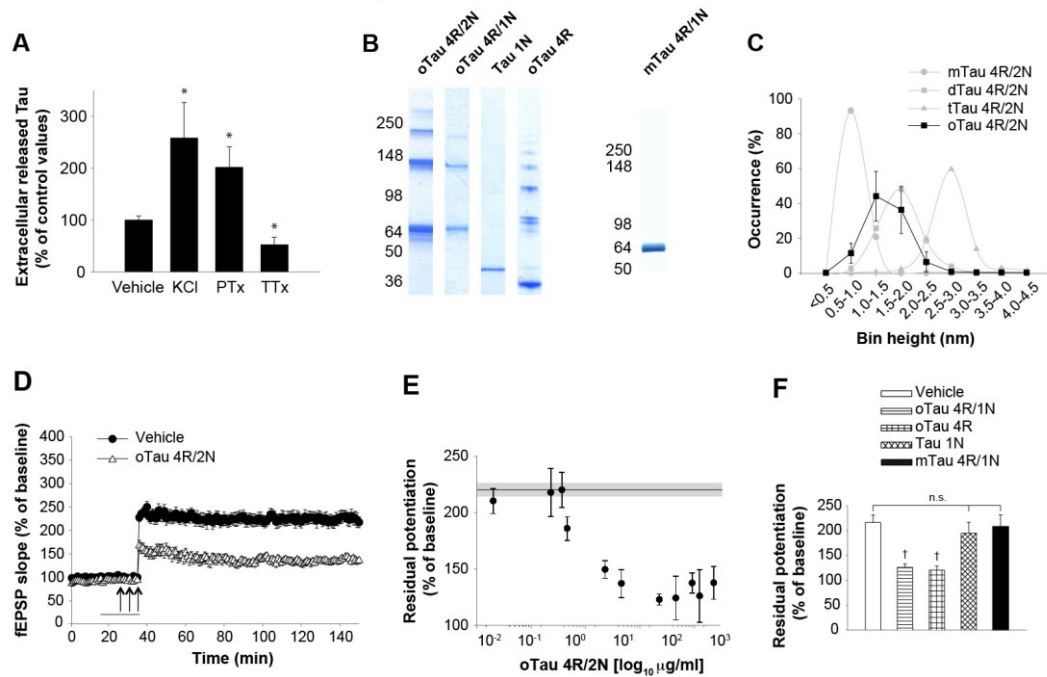 A
Extracellular released Tau
(% of control values)
300
200
100
0
*
*
*
Vehicle
KCl
PTx
TTx
B
oTau 4R/2N
oTau 4R/1N
Tau 1N
oTau 4R
mTau 4R/1N
250
148
98
64
50
36
250
148
98
64
50
C
mTau 4R/2N
dTau 4R/2N
tTau 4R/2N
oTau 4R/2N
Occurrence (%)
100
80
60
40
20
0
<0.5
0.5-1.0
1.0-1.5
1.5-2.0
2.0-2.5
2.5-3.0
3.0-3.5
3.5-4.0
4.0-4.5
Bin height (nm)
D
fEPSP slope (% of baseline)
400
350
300
250
200
150
100
50
0
Vehicle
oTau 4R/2N
0
40
60
80
100
120
140
Time (min)
E
Residual potentiation
(% of baseline)
250
200
150
100
10⁻²
10⁻¹
10⁰
10¹
10²
10³
oTau 4R/2N [log₁₀ μg/ml]
F
Vehicle
oTau 4R/1N
oTau 4R
Tau 1N
mTau 4R/1N
Residual potentiation
(% of baseline)
250
200
150
100
50
0
n.s.
†
†